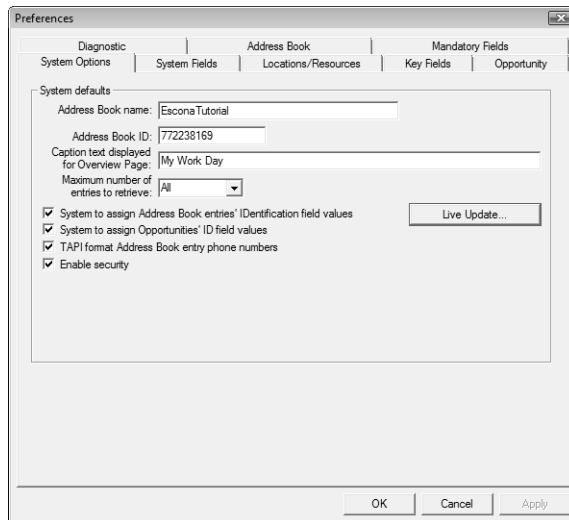 Preferences
Diagnostic Address Book Mandatory Fields
System Options System Fields Locations/Resources Key Fields Opportunity
System defaults
Address Book name: EsconaTutorial
Address Book ID: 772238169
Caption text displayed
for Overview Page: My Work Day
Maximum number of
entries to retrieve: All
System to assign Address Book entries' IDentification field values
Live Update...
System to assign Opportunities' ID field values
TAPI format Address Book entry phone numbers
Enable security
OK Cancel Apply